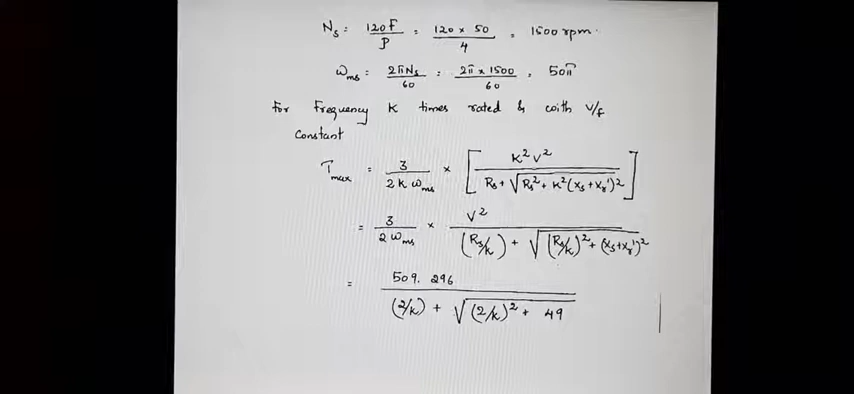 Ns = 120F/P = 120 x 50/4 = 1500 rpm.
ωms = 2πNs/60 = 2π x 1500/60 = 50π
For Frequency K times rated & with V/f
Constant
Tmax = 3/(2K ωms) x [K²V²/(Rs + √(Rs² + K²(Xs+Xr')²))]
= 3/(2ωms) x V²/((Rs/K) + √((Rs/K)² + (Xs+Xr')²))
= 509.296/((2/K) + √((2/K)² + 49))